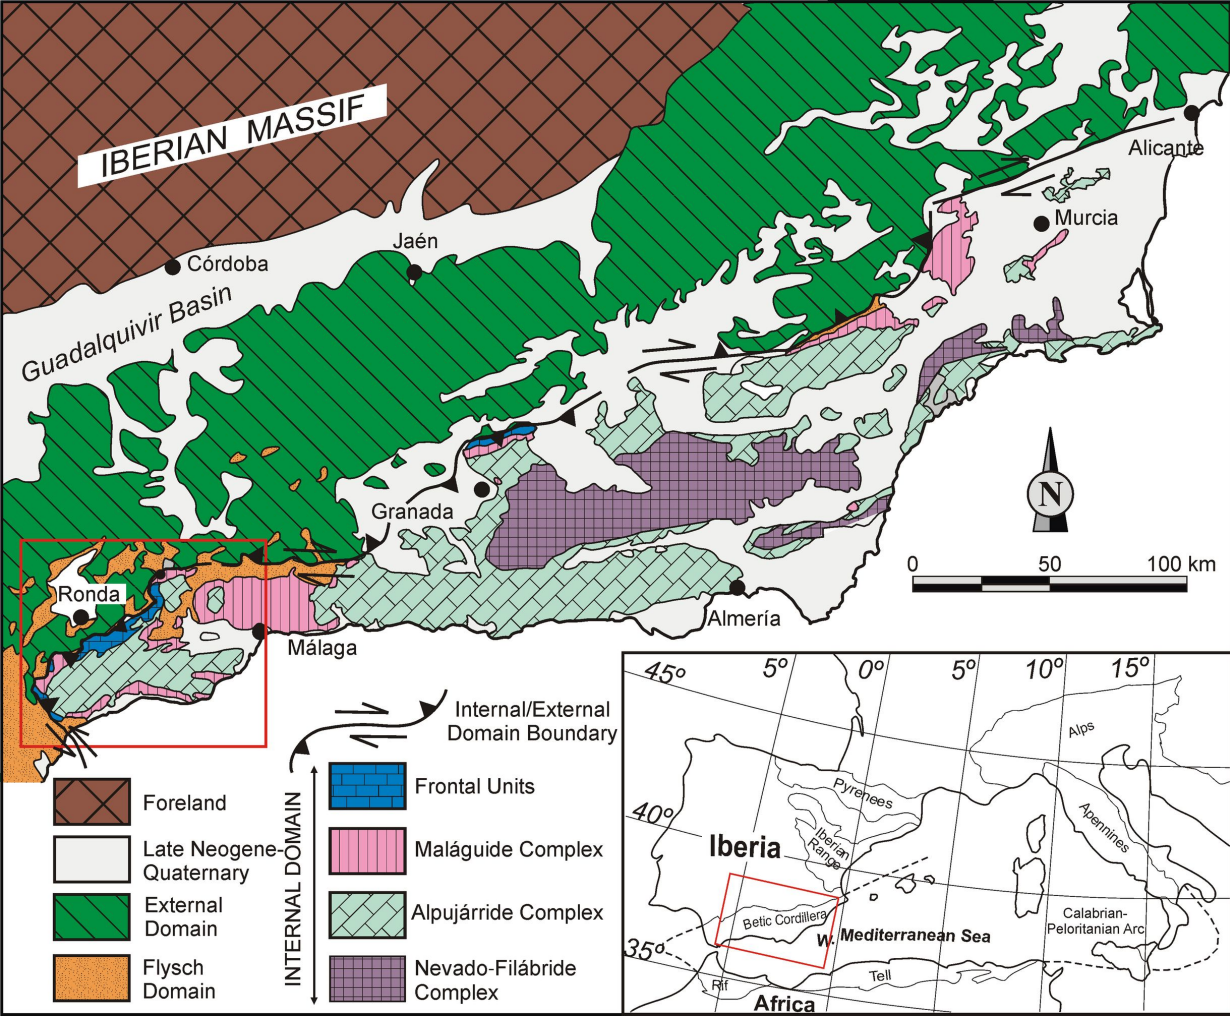 IBERIAN MASSIF
Alicante
Murcia
Jaén
Córdoba
Guadalquivir Basin
Granada
N
0 50 100 km
Ronda
Almería
Málaga
Internal/External
Domain Boundary
Foreland
Late Neogene-
Quaternary
External
Domain
Flysch
Domain
INTERNAL DOMAIN
Frontal Units
Maláguide Complex
Alpujárride Complex
Nevado-Filábride
Complex
45º 5º 0º 5º 10º 15º
Alps
Pyrenees
40º
Iberian
Range
Apennines
Iberia
Betic Cordillera
Calabrian-
Peloritanian Arc
W. Mediterranean Sea
35º
Tell
Rif
Africa